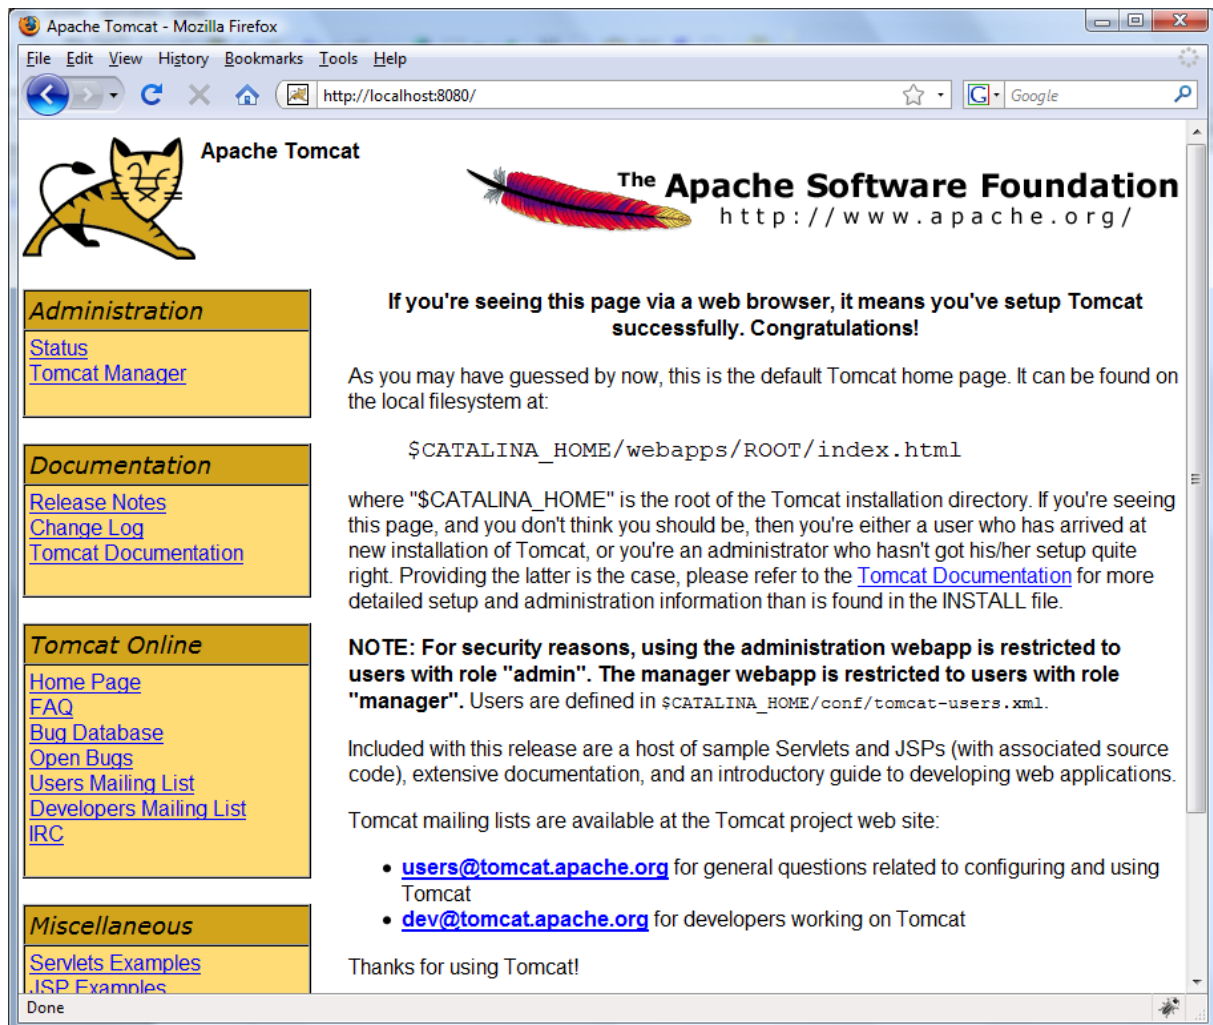 Apache Tomcat - Mozilla Firefox
File Edit View History Bookmarks Tools Help
http://localhost:8080/
G Google
Apache Tomcat
The Apache Software Foundation
http://www.apache.org/
Administration
Status
Tomcat Manager
Documentation
Release Notes
Change Log
Tomcat Documentation
Tomcat Online
Home Page
FAQ
Bug Database
Open Bugs
Users Mailing List
Developers Mailing List
IRC
Miscellaneous
Servlets Examples
JSP Examples
If you're seeing this page via a web browser, it means you've setup Tomcat
successfully. Congratulations!
As you may have guessed by now, this is the default Tomcat home page. It can be found on
the local filesystem at:
$CATALINA_HOME/webapps/ROOT/index.html
where "$CATALINA_HOME" is the root of the Tomcat installation directory. If you're seeing
this page, and you don't think you should be, then you're either a user who has arrived at
new installation of Tomcat, or you're an administrator who hasn't got his/her setup quite
right. Providing the latter is the case, please refer to the Tomcat Documentation for more
detailed setup and administration information than is found in the INSTALL file.
NOTE: For security reasons, using the administration webapp is restricted to
users with role "admin". The manager webapp is restricted to users with role
"manager". Users are defined in $CATALINA_HOME/conf/tomcat-users.xml.
Included with this release are a host of sample Servlets and JSPs (with associated source
code), extensive documentation, and an introductory guide to developing web applications.
Tomcat mailing lists are available at the Tomcat project web site:
• users@tomcat.apache.org for general questions related to configuring and using
Tomcat
• dev@tomcat.apache.org for developers working on Tomcat
Thanks for using Tomcat!
Done